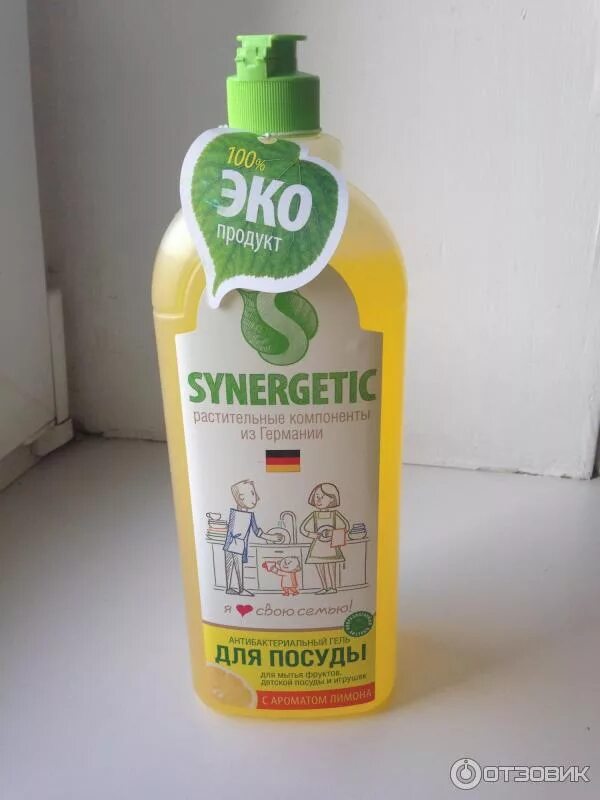 100%
ЭКО
продукт
SYNERGETIC
растительные компоненты
из Германии
я свою семью!
АНТИБАКТЕРИАЛЬНЫЙ ГЕЛЬ
ДЛЯ ПОСУДЫ
для мытья фруктов,
детской посуды и игрушек
С АРОМАТОМ ЛИМОНА
ОТЗОВИК